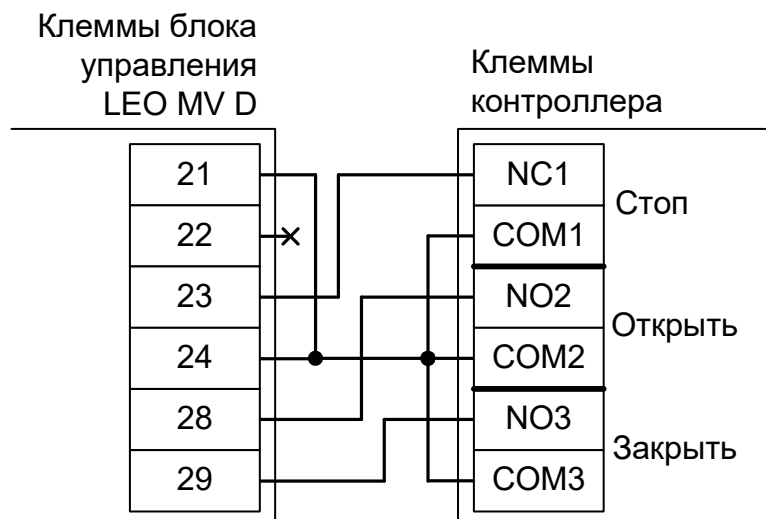 Клеммы блока
управления
LEO MV D
Клеммы
контроллера
21
22
23
24
28
29
NC1
COM1
NO2
COM2
NO3
COM3
Стоп
Открыть
Закрыть